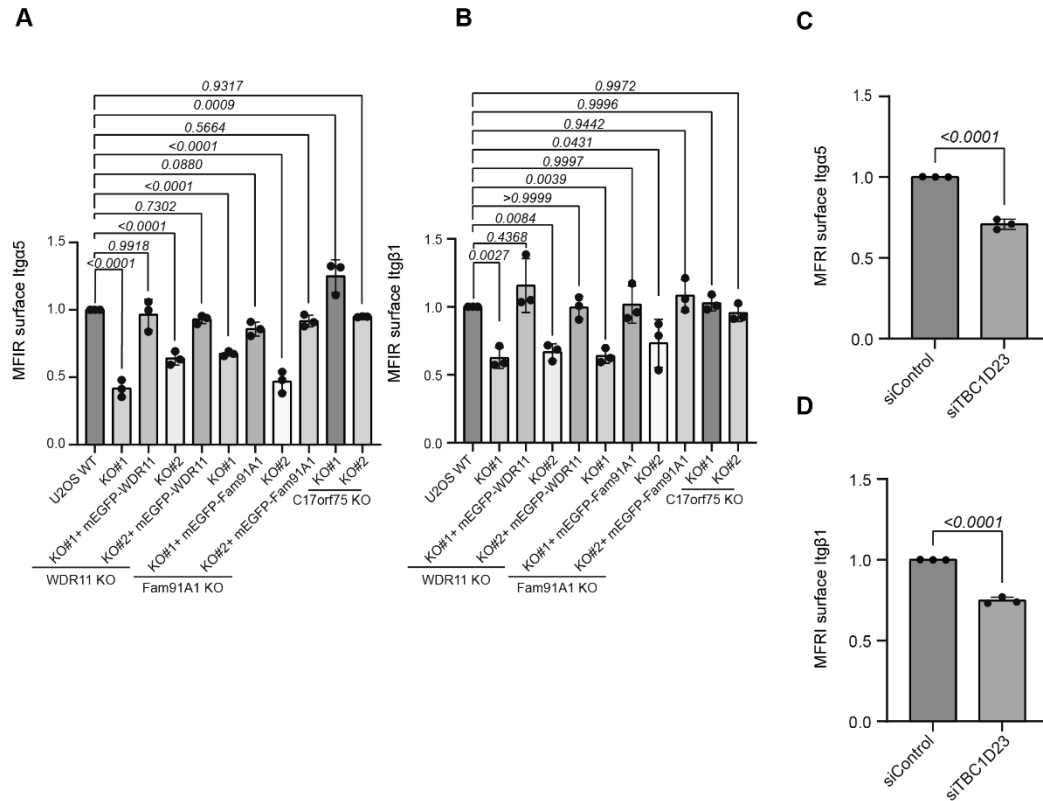 A
0.9317
0.0009
0.5664
<0.0001
0.0880
<0.0001
0.7302
<0.0001
0.9918
<0.0001
MFIR surface Itgα5
1.5
1.0
0.5
0.0
U2OS WT
KO#1
KO#1+ mEGFP-WDR11
KO#2
KO#2+ mEGFP-WDR11
KO#1
KO#1+ mEGFP-Fam91A1
KO#2
KO#2+ mEGFP-Fam91A1
KO#1
KO#2
C17orf75 KO
WDR11 KO
Fam91A1 KO
B
0.9972
0.9996
0.9442
0.0431
0.9997
0.0039
>0.9999
0.0084
0.4368
0.0027
MFIR surface Itgβ1
1.5
1.0
0.5
0.0
U2OS WT
KO#1
KO#1+ mEGFP-WDR11
KO#2
KO#2+ mEGFP-WDR11
KO#1
KO#1+ mEGFP-Fam91A1
KO#2
KO#2+ mEGFP-Fam91A1
KO#1
KO#2
C17orf75 KO
WDR11 KO
Fam91A1 KO
C
<0.0001
MFRI surface Itgα5
1.5
1.0
0.5
0.0
siControl
siTBC1D23
D
<0.0001
MFRI surface Itgβ1
1.5
1.0
0.5
0.0
siControl
siTBC1D23